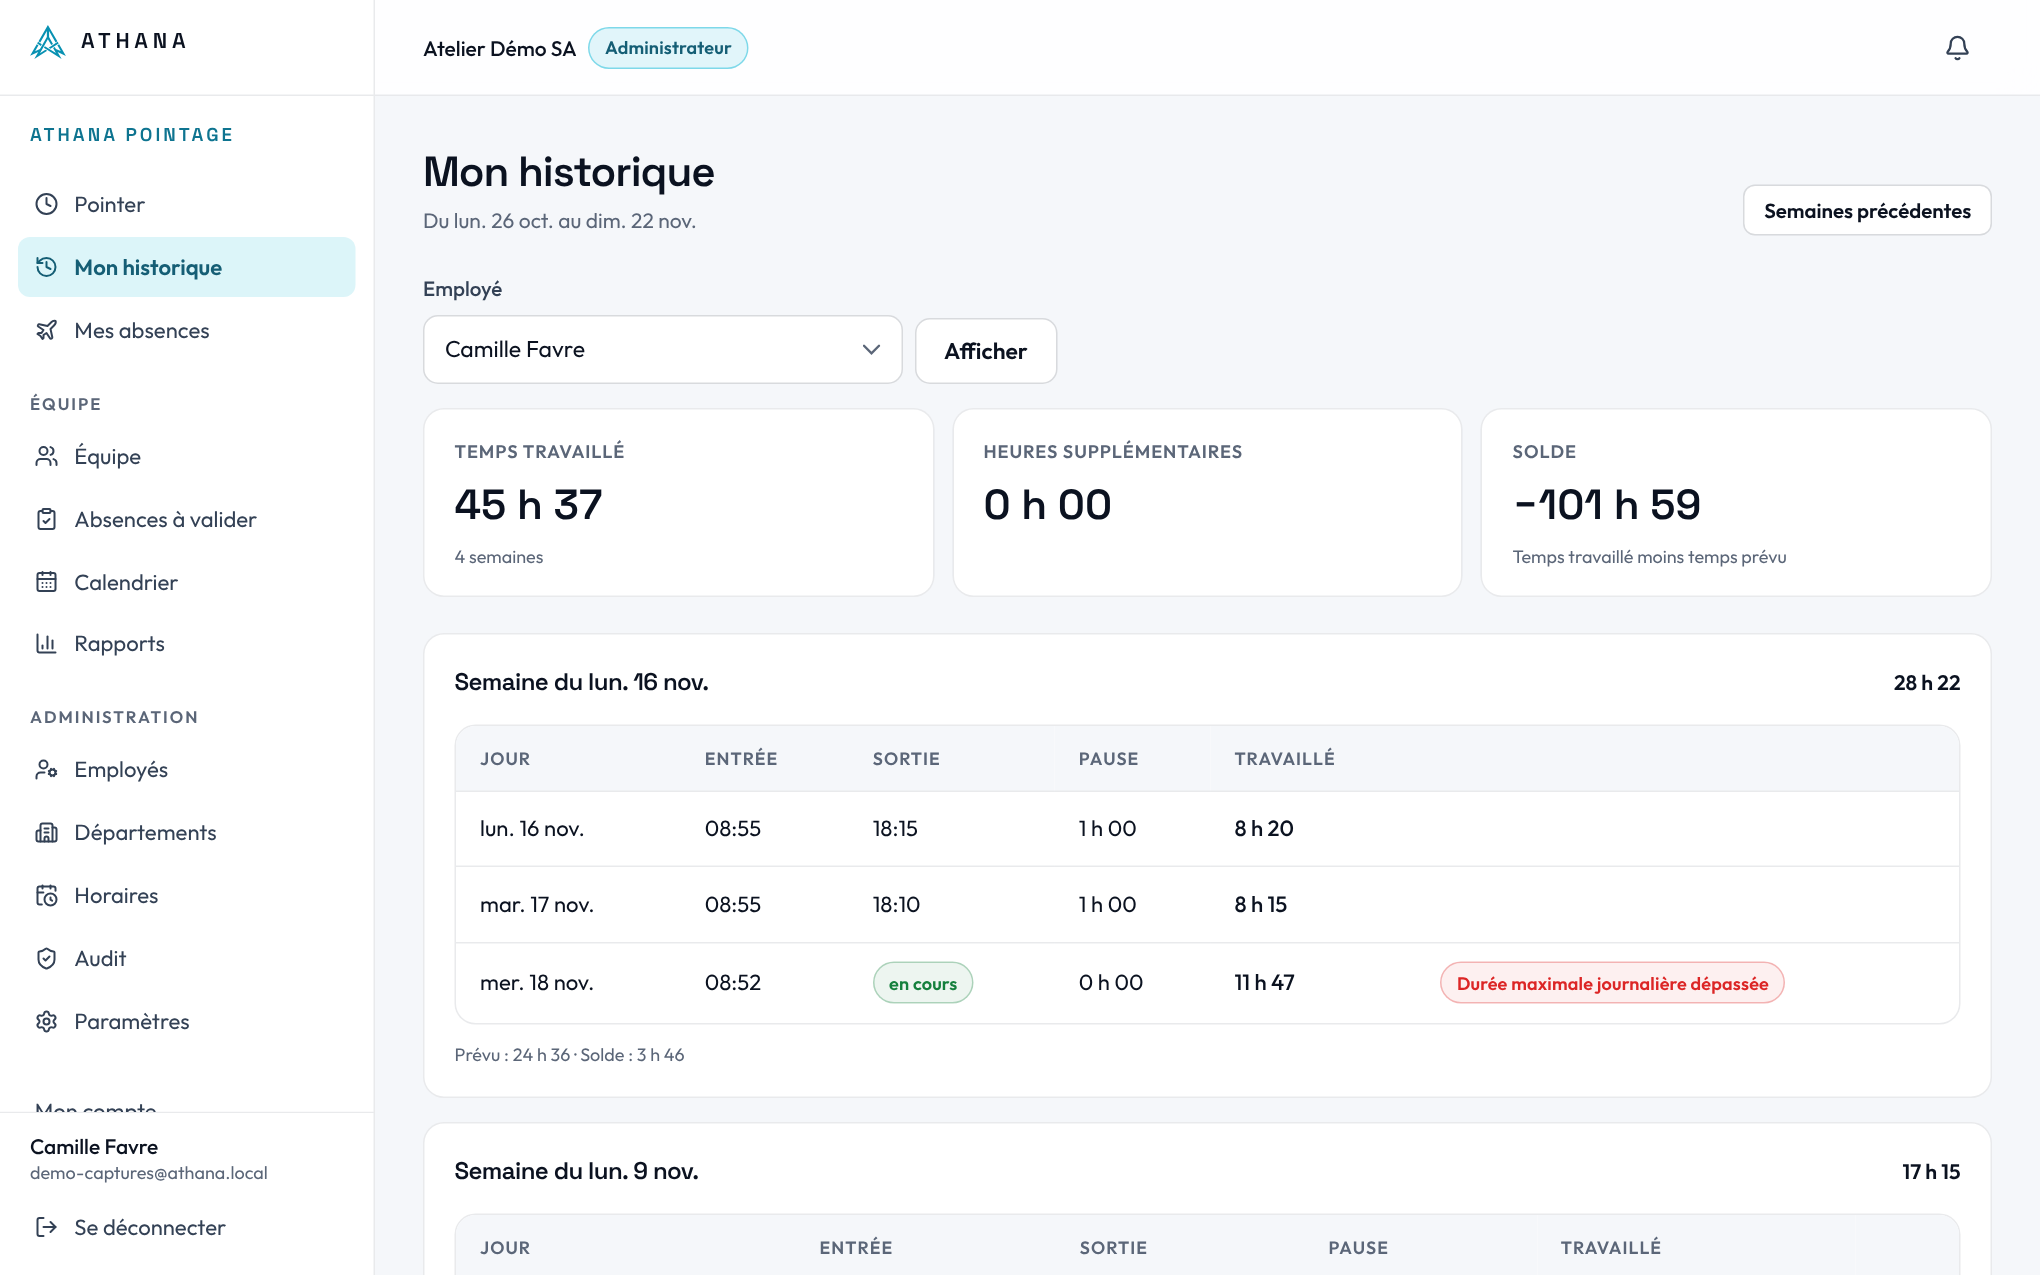 ATHANA
Atelier Démo SA
Administrateur
ATHANA POINTAGE
Pointer
Mon historique
Mes absences
ÉQUIPE
Équipe
Absences à valider
Calendrier
Rapports
ADMINISTRATION
Employés
Départements
Horaires
Audit
Paramètres
Mon compte
Camille Favre
demo-captures@athana.local
Se déconnecter
Mon historique
Du lun. 26 oct. au dim. 22 nov.
Semaines précédentes
Employé
Camille Favre
Afficher
TEMPS TRAVAILLÉ
45 h 37
4 semaines
HEURES SUPPLÉMENTAIRES
0 h 00
SOLDE
−101 h 59
Temps travaillé moins temps prévu
Semaine du lun. 16 nov.
28 h 22
JOUR ENTRÉE SORTIE PAUSE TRAVAILLÉ
lun. 16 nov. 08:55 18:15 1 h 00 8 h 20
mar. 17 nov. 08:55 18:10 1 h 00 8 h 15
mer. 18 nov. 08:52 en cours 0 h 00 11 h 47 Durée maximale journalière dépassée
Prévu : 24 h 36 · Solde : 3 h 46
Semaine du lun. 9 nov.
17 h 15
JOUR ENTRÉE SORTIE PAUSE TRAVAILLÉ